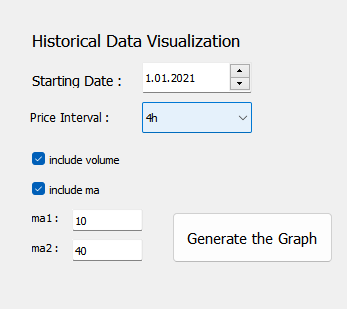 Historical Data Visualization
Starting Date : 1.01.2021
Price Interval : 4h
include volume
include ma
ma1 : 10
ma2 : 40
Generate the Graph